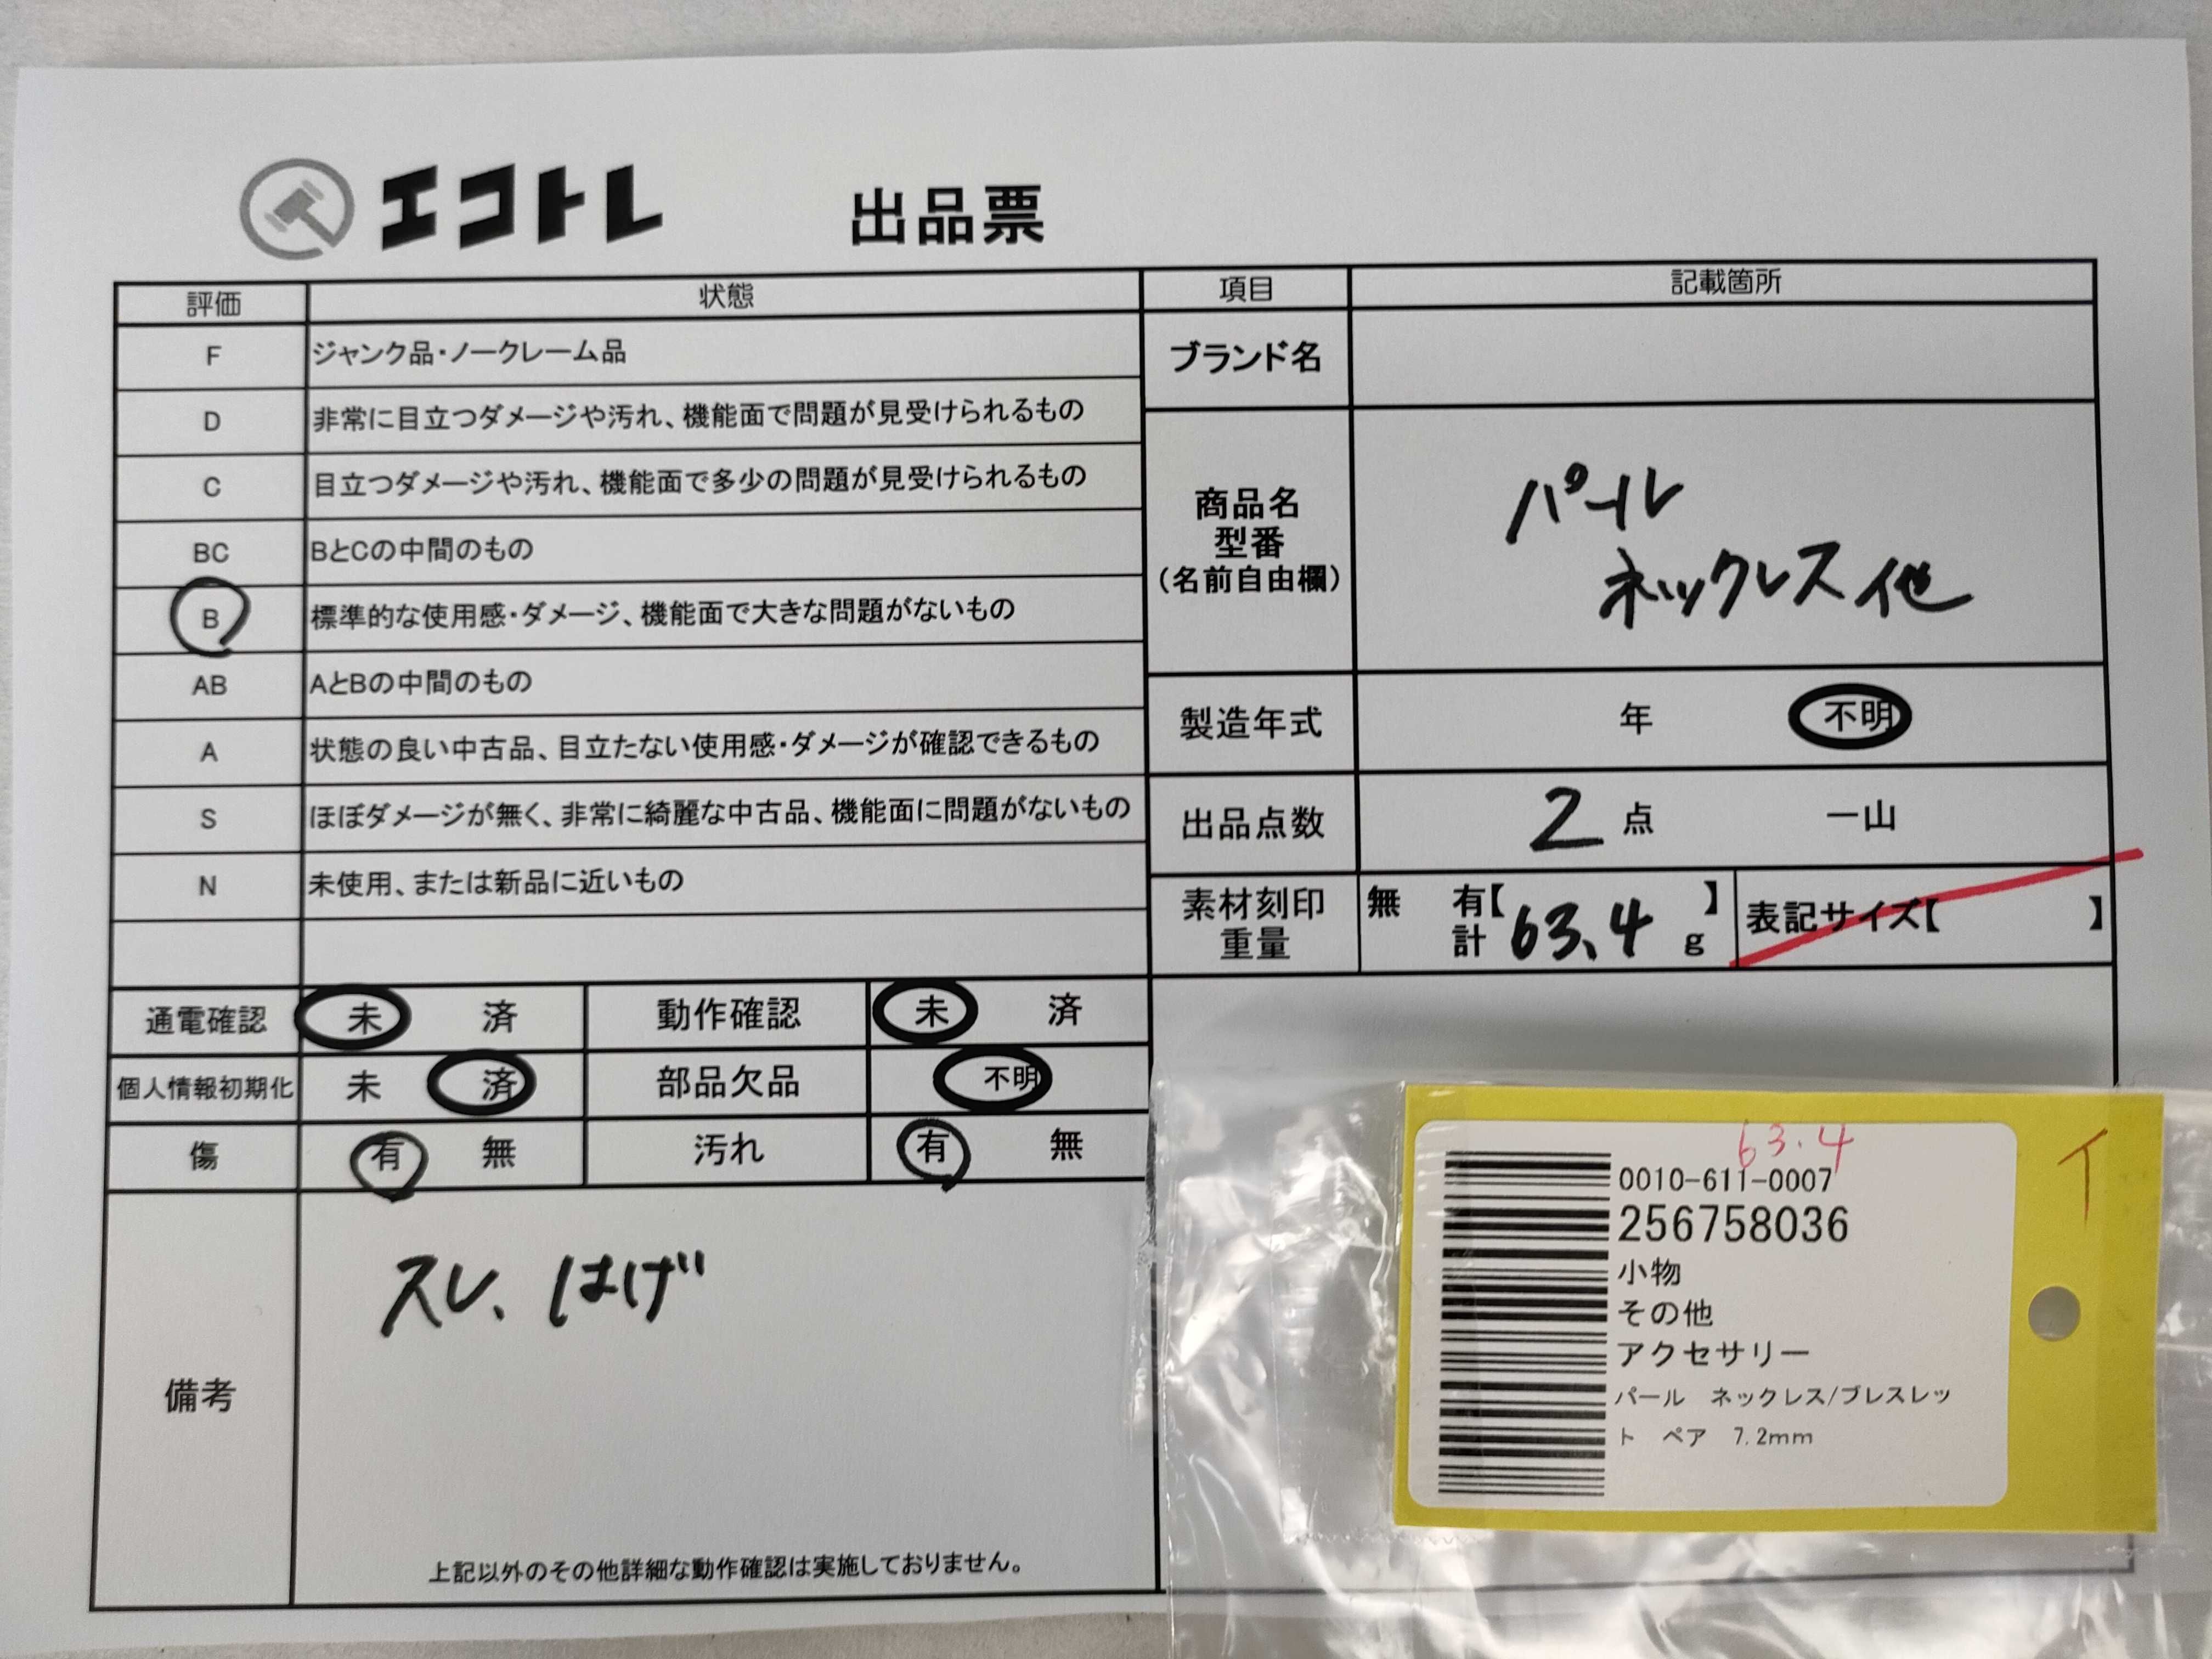 エコトレ 出品票
評価 状態 項目 記載箇所
F ジャンク品・ノークレーム品
ブランド名
D 非常に目立つダメージや汚れ、機能面で問題が見受けられるもの
C 目立つダメージや汚れ、機能面で多少の問題が見受けられるもの
商品名
型番
(名前自由欄)
パール
ネックレス他
BC BとCの中間のもの
B 標準的な使用感・ダメージ、機能面で大きな問題がないもの
AB AとBの中間のもの
製造年式 年 不明
A 状態の良い中古品、目立たない使用感・ダメージが確認できるもの
S ほぼダメージが無く、非常に綺麗な中古品、機能面に問題がないもの
出品点数 2 点 一山
N 未使用、または新品に近いもの
素材刻印
重量
無 有【 】
計 63.4 g
表記サイズ【 】
通電確認 未 済 動作確認 未 済
個人情報初期化 未 済 部品欠品 不明
傷 有 無 汚れ 有 無
備考
スレ、はげ
上記以外のその他詳細な動作確認は実施しておりません。
63.4
イ
0010-611-0007
256758036
小物
その他
アクセサリー
パール ネックレス/ブレスレッ
ト ペア 7.2mm